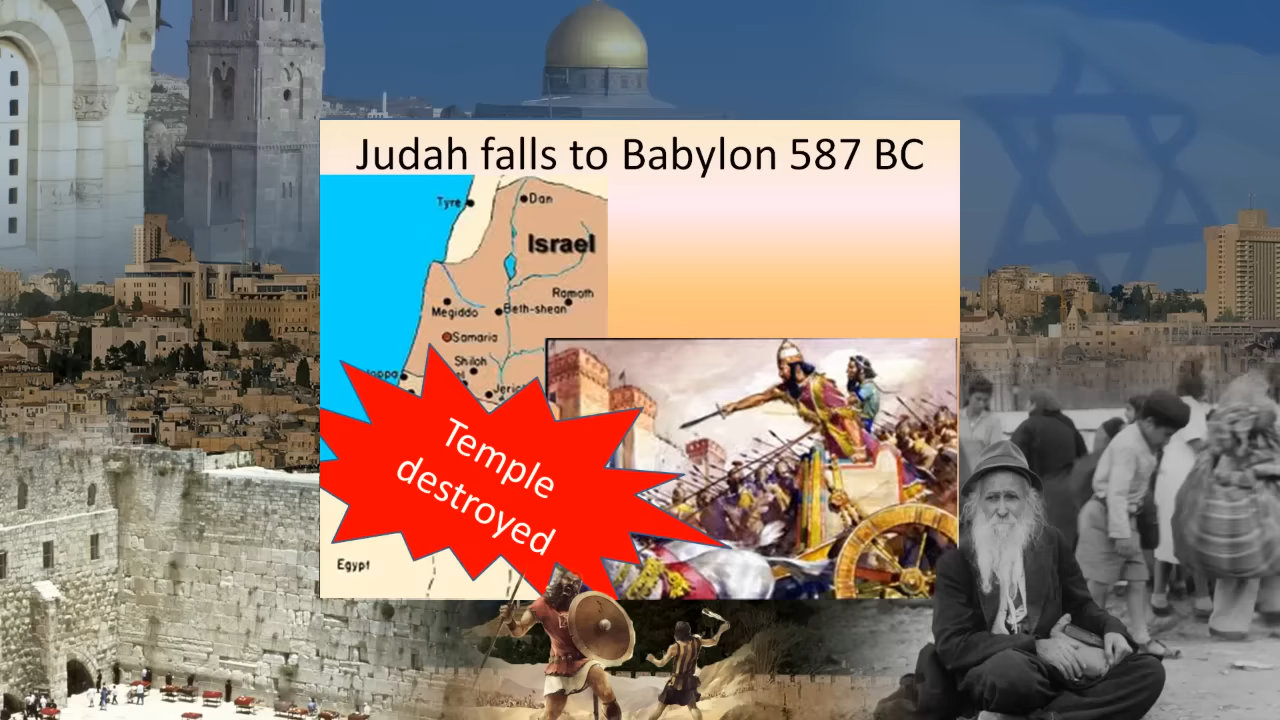 Judah falls to Babylon 587 BC
Tyre
Dan
Israel
Ramoth
Megiddo
Beth-shean
Samaria
Shiloh
Temple
destroyed
Egypt